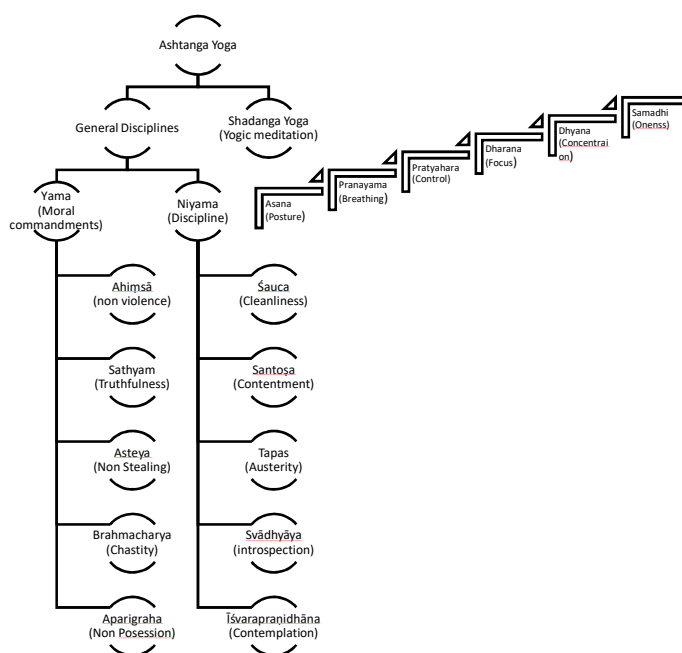 Ashtanga Yoga
General Disciplines
Shadanga Yoga
(Yogic meditation)
Yama
(Moral
commandments)
Niyama
(Discipline)
Asana
(Posture)
Pranayama
(Breathing)
Pratyahara
(Control)
Dharana
(Focus)
Dhyana
(Concentrai
on)
Samadhi
(Onenss)
Ahiṃsā
(non violence)
Sathyam
(Truthfulness)
Asteya
(Non Stealing)
Brahmacharya
(Chastity)
Aparigraha
(Non Posession)
Śauca
(Cleanliness)
Santoṣa
(Contentment)
Tapas
(Austerity)
Svādhyāya
(introspection)
Īśvarapraṇidhāna
(Contemplation)